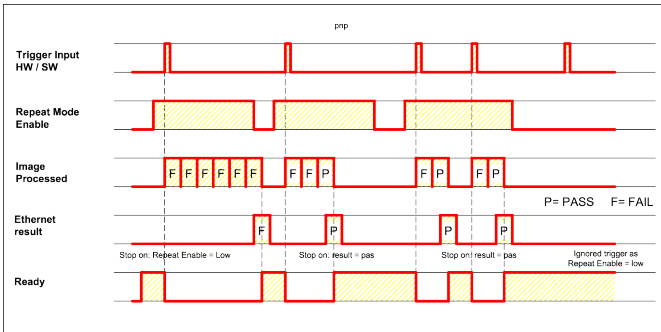 pnp
Trigger Input
HW / SW
Repeat Mode
Enable
Image
Processed
F F F F F F F F P F P F P
P= PASS F= FAIL
Ethernet
result
F P P P
Stop on: Repeat Enable = Low
Stop on: result = pas
Stop on: result = pas
Ignored trigger as
Repeat Enable = low
Ready